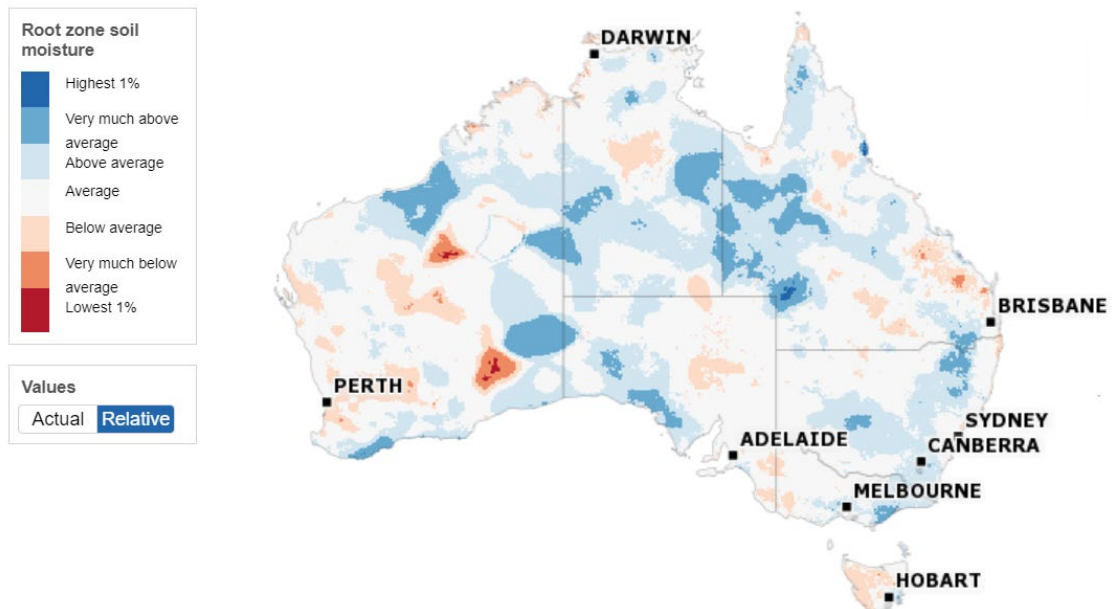 Root zone soil
moisture
Highest 1%
Very much above
average
Above average
Average
Below average
Very much below
average
Lowest 1%
Values
Actual Relative
DARWIN
BRISBANE
PERTH
SYDNEY
ADELAIDE
CANBERRA
MELBOURNE
HOBART